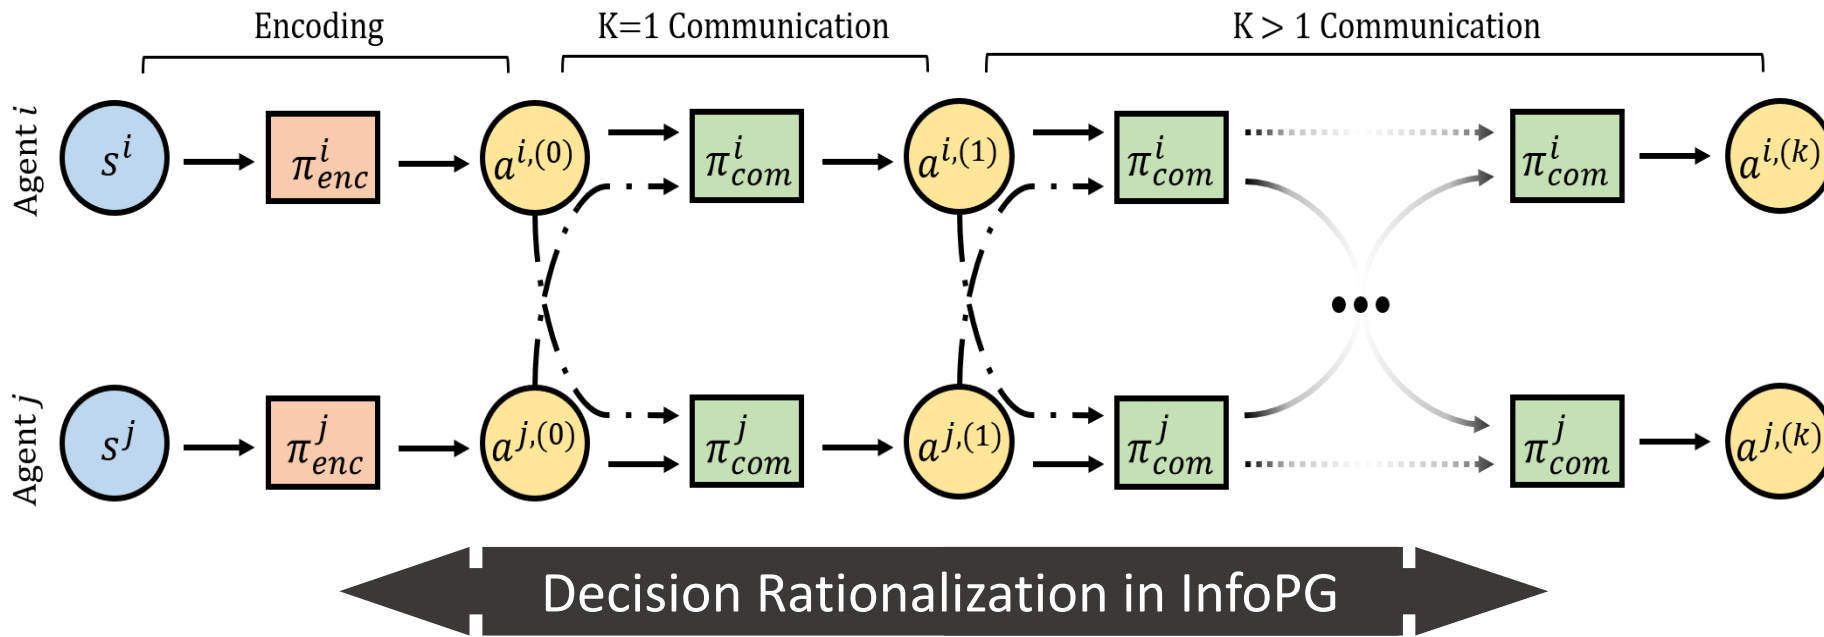 Encoding K=1 Communication K > 1 Communication
Agent i
s^i π^i_enc a^{i,(0)} π^i_com a^{i,(1)} π^i_com π^i_com a^{i,(k)}
•••
Agent j
s^j π^j_enc a^{j,(0)} π^j_com a^{j,(1)} π^j_com π^j_com a^{j,(k)}
Decision Rationalization in InfoPG